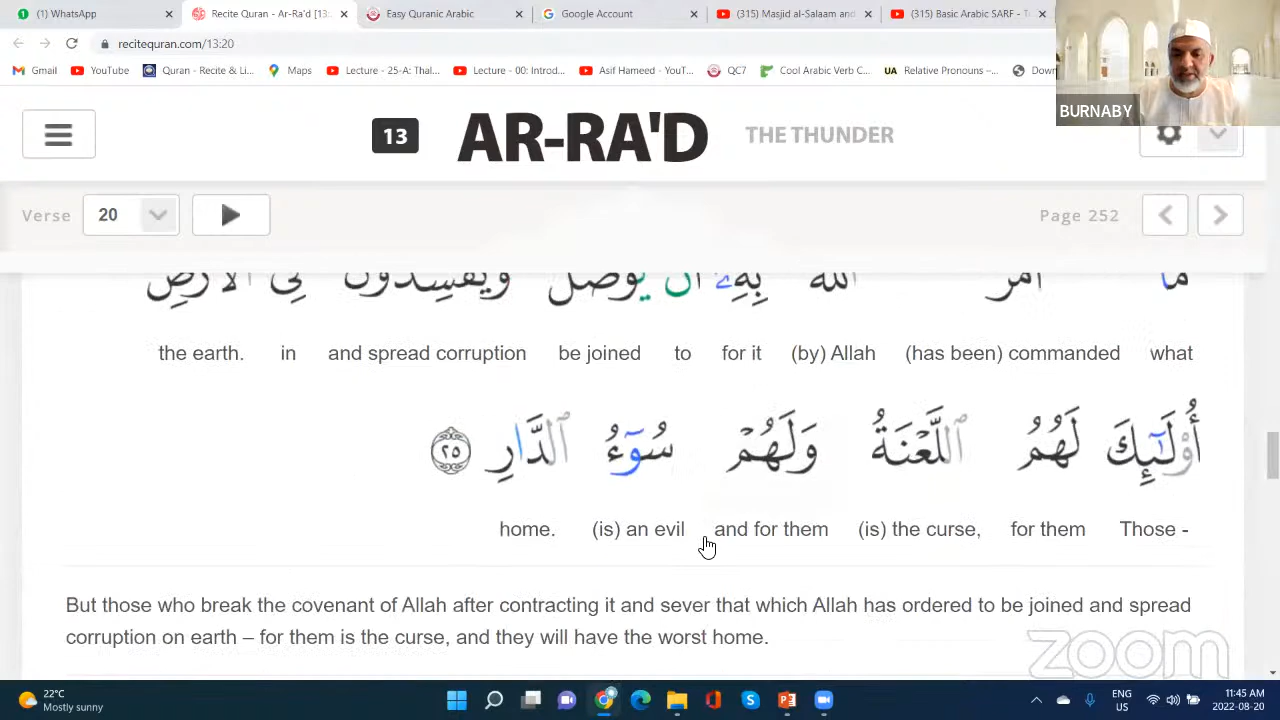 (1) WhatsApp
Recite Quran - Ar-Ra'd [13:
Easy Quranic Arabic
Google Account
(315) Masjid al-Salaam and
(315) Basic Arabic SARF - T
recitequran.com/13:20
Gmail
YouTube
Quran - Recite & Li...
Maps
Lecture - 25-A: Thal...
Lecture - 00: Introd...
Asif Hameed - YouT...
QC7
Cool Arabic Verb C...
Relative Pronouns –...
Down
BURNABY
13 AR-RA'D THE THUNDER
Verse 20
Page 252
مَا أَمَرَ ٱللَّهُ بِهِۦٓ أَن يُوصَلَ وَيُفْسِدُونَ فِى ٱلْأَرْضِ
the earth. in and spread corruption be joined to for it (by) Allah (has been) commanded what
أُو۟لَٰٓئِكَ لَهُمُ ٱللَّعْنَةُ وَلَهُمْ سُوٓءُ ٱلدَّارِ ٢٥
home. (is) an evil and for them (is) the curse, for them Those -
But those who break the covenant of Allah after contracting it and sever that which Allah has ordered to be joined and spread
corruption on earth – for them is the curse, and they will have the worst home.
zoom
22°C
Mostly sunny
ENG
US
11:45 AM
2022-08-20